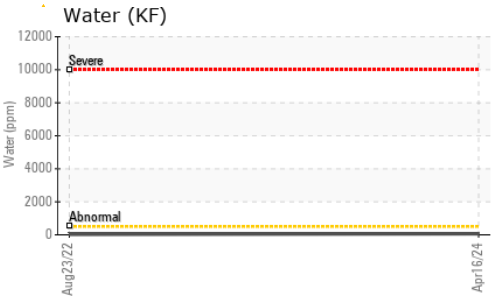 Water (KF)
12000
10000
8000
6000
4000
2000
0
Water (ppm)
Severe
Abnormal
Aug23/22
Apr16/24